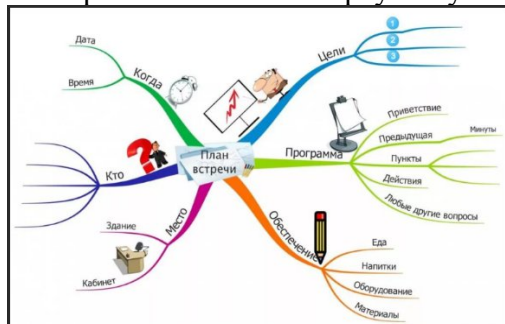 Дата
Время
Когда
Цели
1
2
3
План
встречи
Программа
Приветствие
Предыдущая
Минуты
Пункты
Действия
Любые другие вопросы
Кто
Место
Здание
Кабинет
Обеспечение
Еда
Напитки
Оборудование
Материалы